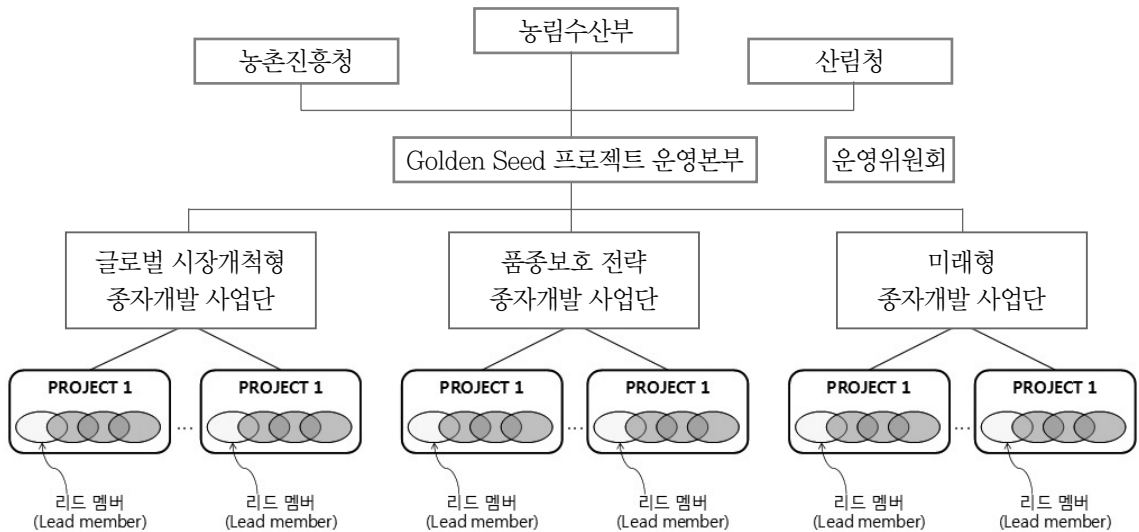 농림수산부
농촌진흥청
산림청
Golden Seed 프로젝트 운영본부
운영위원회
글로벌 시장개척형
종자개발 사업단
품종보호 전략
종자개발 사업단
미래형
종자개발 사업단
PROJECT 1
...
PROJECT 1
PROJECT 1
...
PROJECT 1
PROJECT 1
...
PROJECT 1
리드 멤버
(Lead member)
리드 멤버
(Lead member)
리드 멤버
(Lead member)
리드 멤버
(Lead member)
리드 멤버
(Lead member)
리드 멤버
(Lead member)